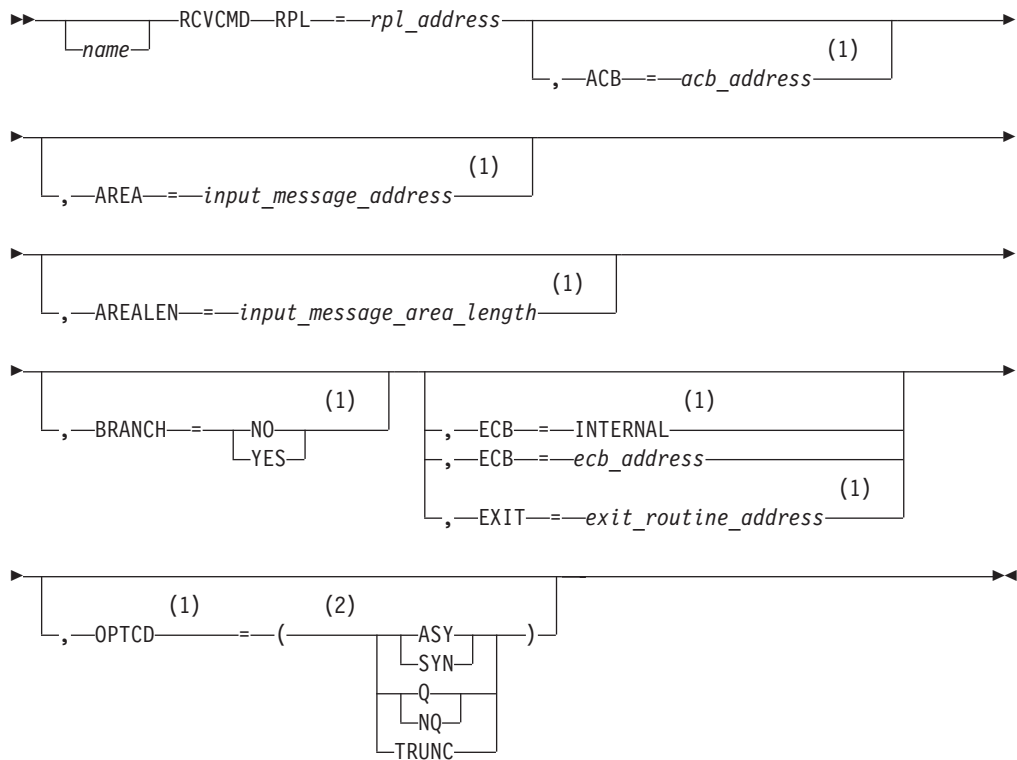 RCVCMD RPL = rpl_address
name
(1)
, ACB = acb_address
(1)
, AREA = input_message_address
(1)
, AREALEN = input_message_area_length
(1)
, BRANCH = NO
YES
(1)
, ECB = INTERNAL
, ECB = ecb_address
(1)
, EXIT = exit_routine_address
(1) (2)
, OPTCD = ( ASY )
SYN
Q
NQ
TRUNC